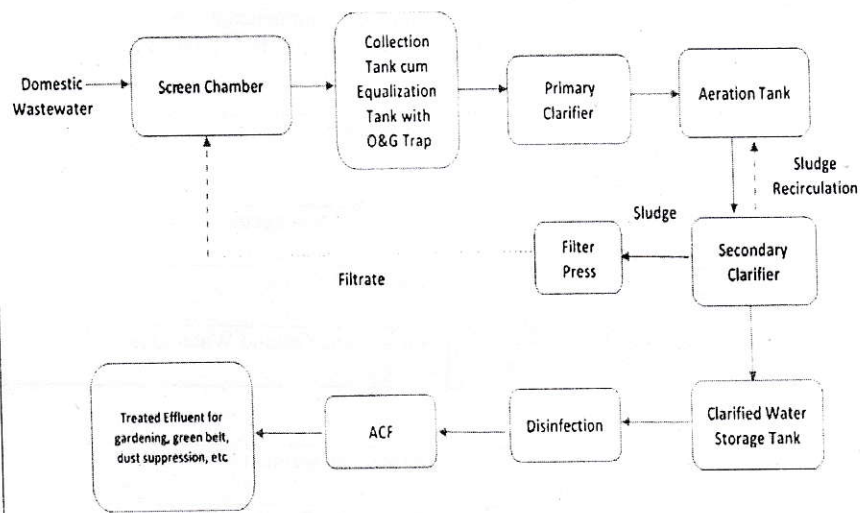 Domestic
Wastewater
Screen Chamber
Collection
Tank cum
Equalization
Tank with
O&G Trap
Primary
Clarifier
Aeration Tank
Sludge
Recirculation
Sludge
Filter
Press
Secondary
Clarifier
Filtrate
Treated Effluent for
gardening, green belt,
dust suppression, etc
ACF
Disinfection
Clarified Water
Storage Tank